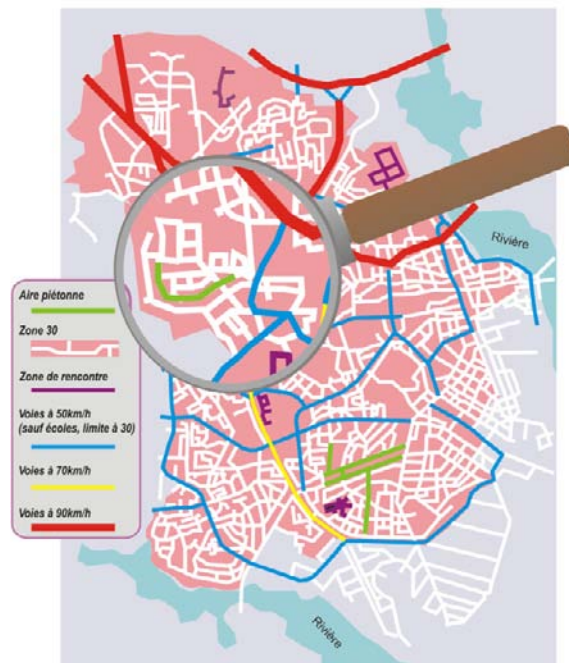 Rivière
Aire piétonne
Zone 30
Zone de rencontre
Voies à 50km/h
(sauf écoles, limite à 30)
Voies à 70km/h
Voies à 90km/h
Rivière